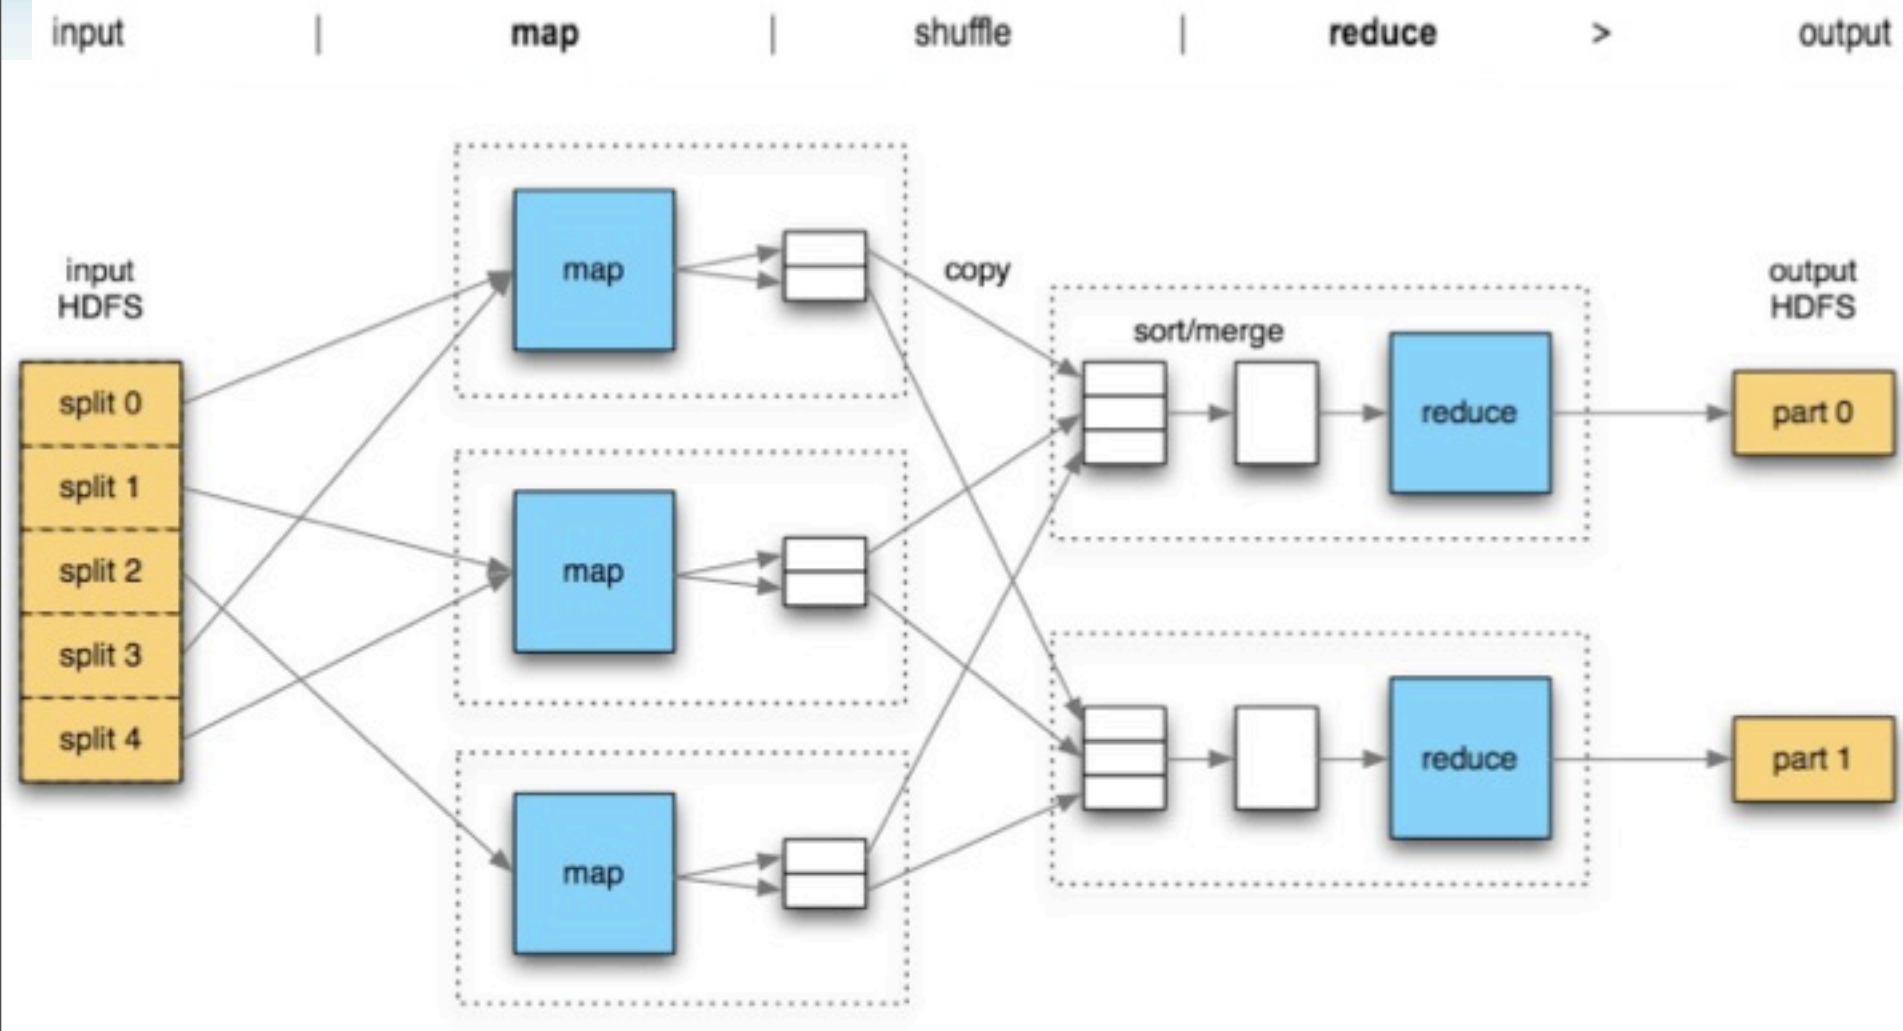 input | map | shuffle | reduce > output
input
HDFS
split 0
split 1
split 2
split 3
split 4
map
map
map
copy
sort/merge
reduce
reduce
output
HDFS
part 0
part 1